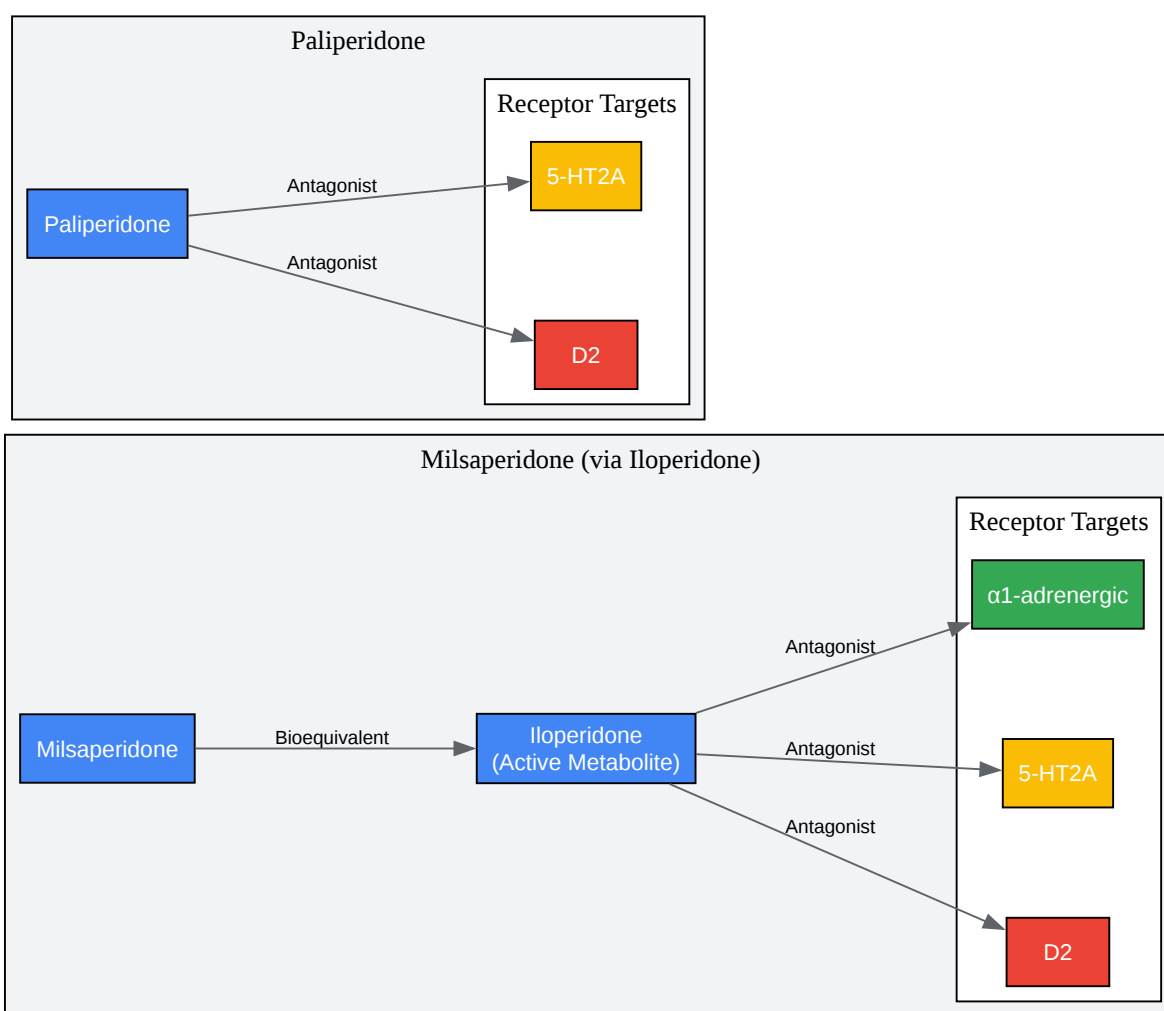 Paliperidone
Receptor Targets
Paliperidone
Antagonist
5-HT2A
Antagonist
D2
Milsaperidone (via Iloperidone)
Receptor Targets
α1-adrenergic
Antagonist
Milsaperidone
Bioequivalent
Iloperidone
(Active Metabolite)
Antagonist
5-HT2A
Antagonist
D2